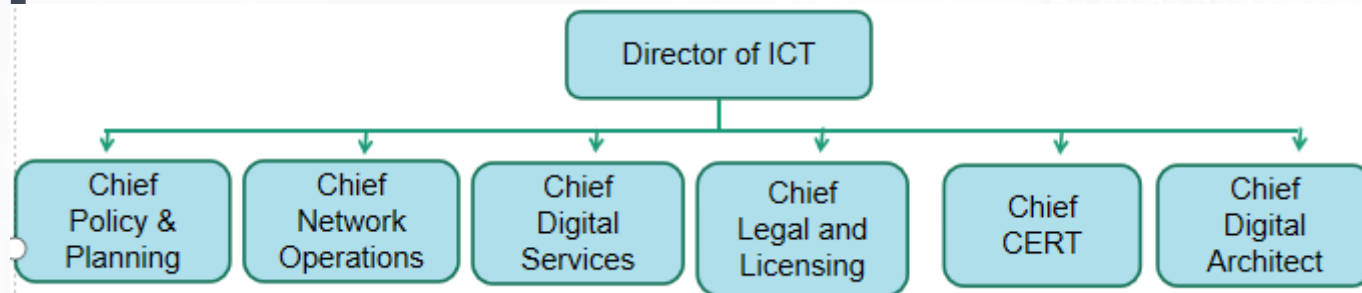 Director of ICT
Chief
Policy &
Planning
Chief
Network
Operations
Chief
Digital
Services
Chief
Legal and
Licensing
Chief
CERT
Chief
Digital
Architect